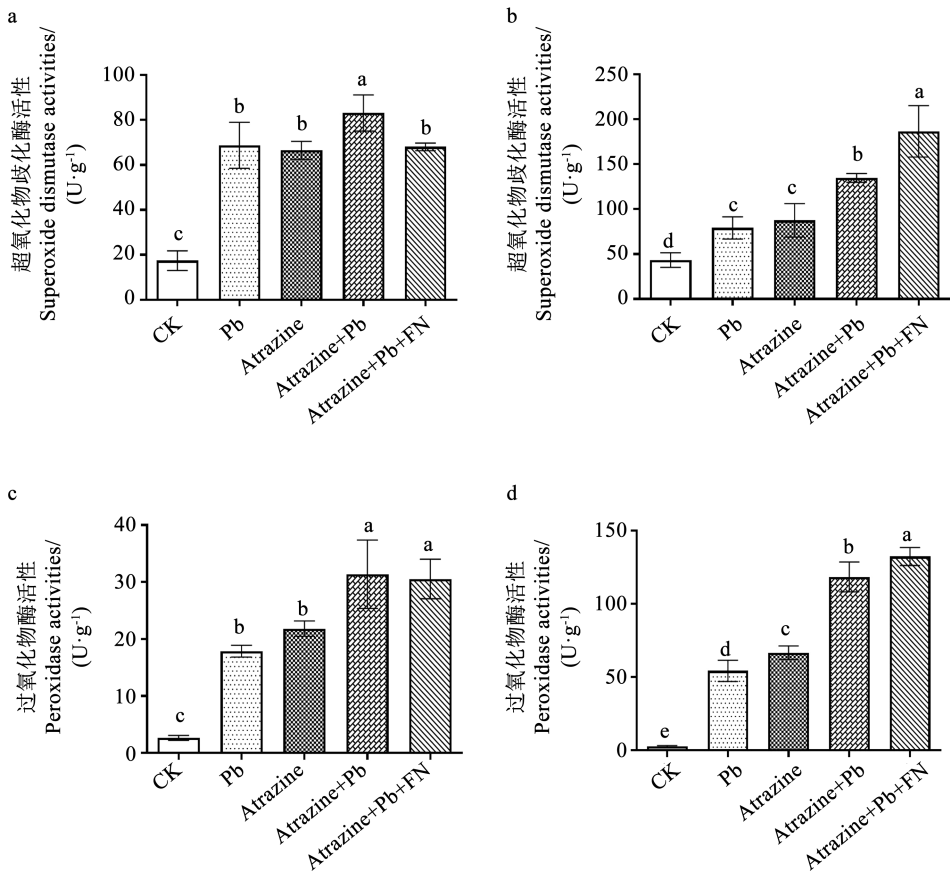 a
超氧化物歧化酶活性/
Superoxide dismutase activities/
(U·g⁻¹)
100
80
60
40
20
0
c
b
b
a
b
CK
Pb
Atrazine
Atrazine+Pb
Atrazine+Pb+FN
b
超氧化物歧化酶活性/
Superoxide dismutase activities/
(U·g⁻¹)
250
200
150
100
50
0
d
c
c
b
a
CK
Pb
Atrazine
Atrazine+Pb
Atrazine+Pb+FN
c
过氧化物酶活性/
Peroxidase activities/
(U·g⁻¹)
40
30
20
10
0
c
b
b
a
a
CK
Pb
Atrazine
Atrazine+Pb
Atrazine+Pb+FN
d
过氧化物酶活性/
Peroxidase activities/
(U·g⁻¹)
150
100
50
0
e
d
c
b
a
CK
Pb
Atrazine
Atrazine+Pb
Atrazine+Pb+FN